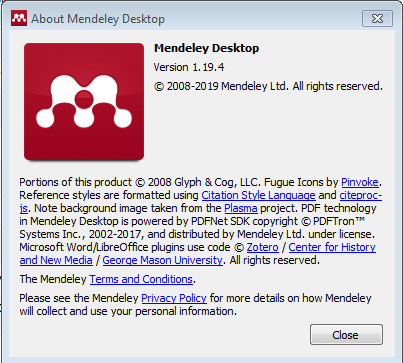 About Mendeley Desktop
Mendeley Desktop
Version 1.19.4
© 2008-2019 Mendeley Ltd. All rights reserved.
Portions of this product © 2008 Glyph & Cog, LLC. Fugue Icons by Pinvoke.
Reference styles are formatted using Citation Style Language and citeproc-
js. Note background image taken from the Plasma project. PDF technology
in Mendeley Desktop is powered by PDFNet SDK copyright © PDFTron™
Systems Inc., 2002-2017, and distributed by Mendeley Ltd. under license.
Microsoft Word/LibreOffice plugins use code © Zotero / Center for History
and New Media / George Mason University. All rights reserved.
The Mendeley Terms and Conditions.
Please see the Mendeley Privacy Policy for more details on how Mendeley
will collect and use your personal information.
Close